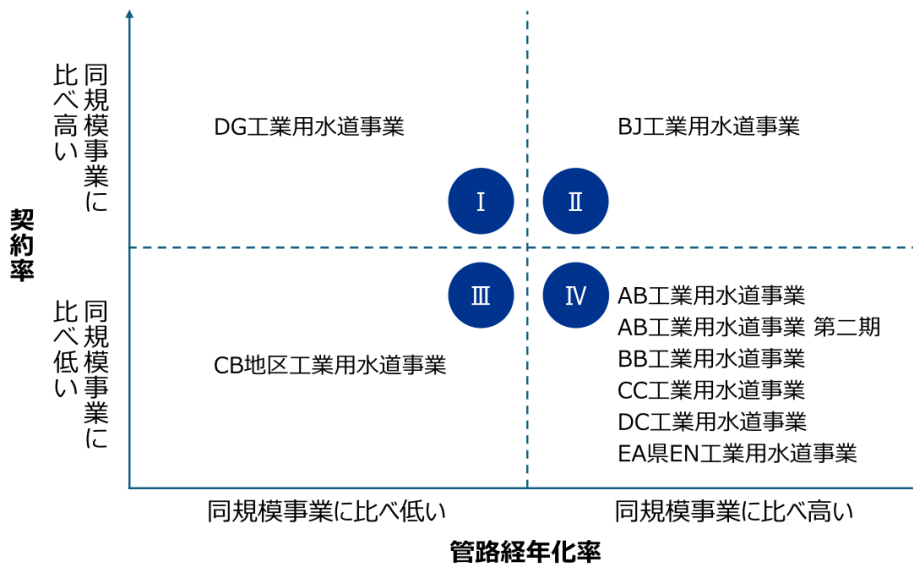 同規模事業に
比べ高い
DG工業用水道事業
BJ工業用水道事業
Ⅰ
Ⅱ
契約率
Ⅲ
Ⅳ
同規模事業に
比べ低い
CB地区工業用水道事業
AB工業用水道事業
AB工業用水道事業 第二期
BB工業用水道事業
CC工業用水道事業
DC工業用水道事業
EA県EN工業用水道事業
同規模事業に比べ低い
同規模事業に比べ高い
管路経年化率